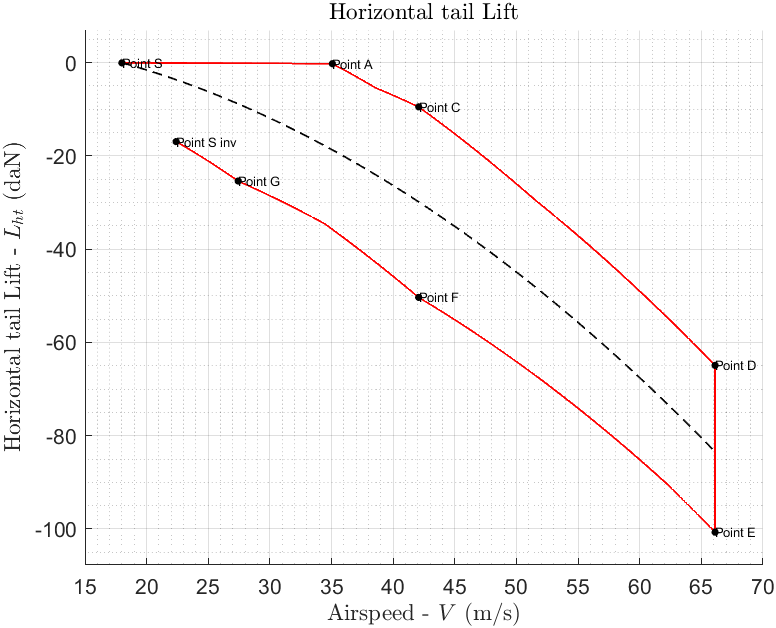 Horizontal tail Lift
Horizontal tail Lift - L_ht (daN)
0
-20
-40
-60
-80
-100
Point S
Point A
Point C
Point S inv
Point G
Point F
Point D
Point E
15 20 25 30 35 40 45 50 55 60 65 70
Airspeed - V (m/s)